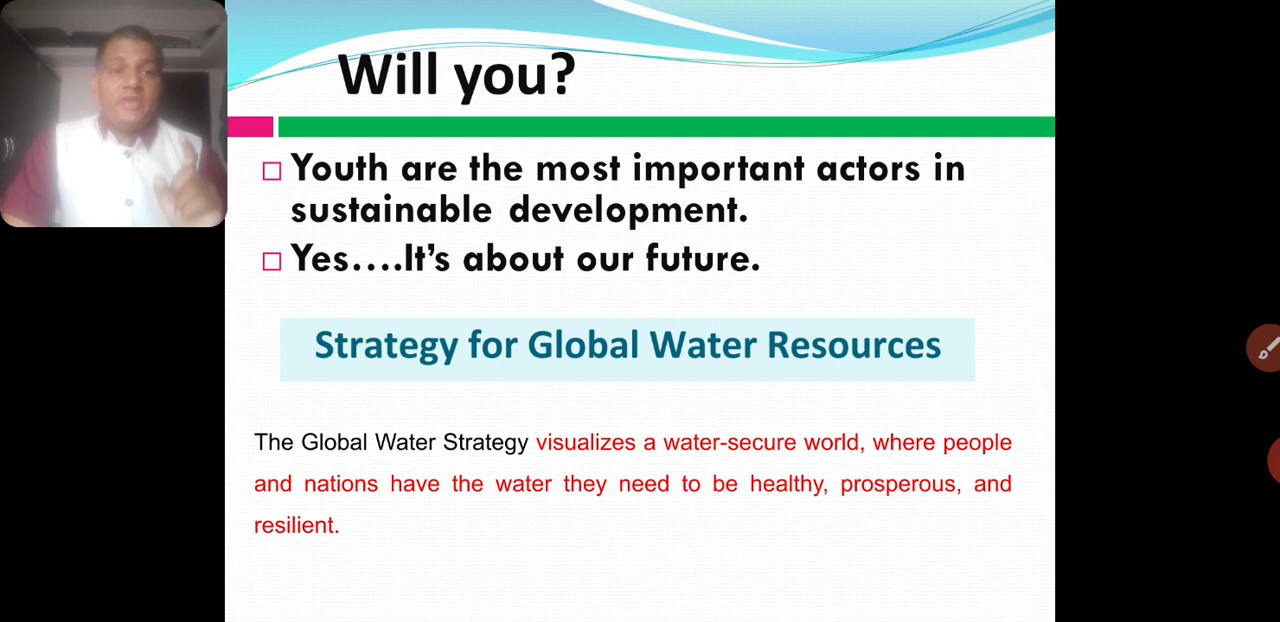 Will you?
Youth are the most important actors in
sustainable development.
Yes....It’s about our future.
Strategy for Global Water Resources
The Global Water Strategy visualizes a water-secure world, where people
and nations have the water they need to be healthy, prosperous, and
resilient.